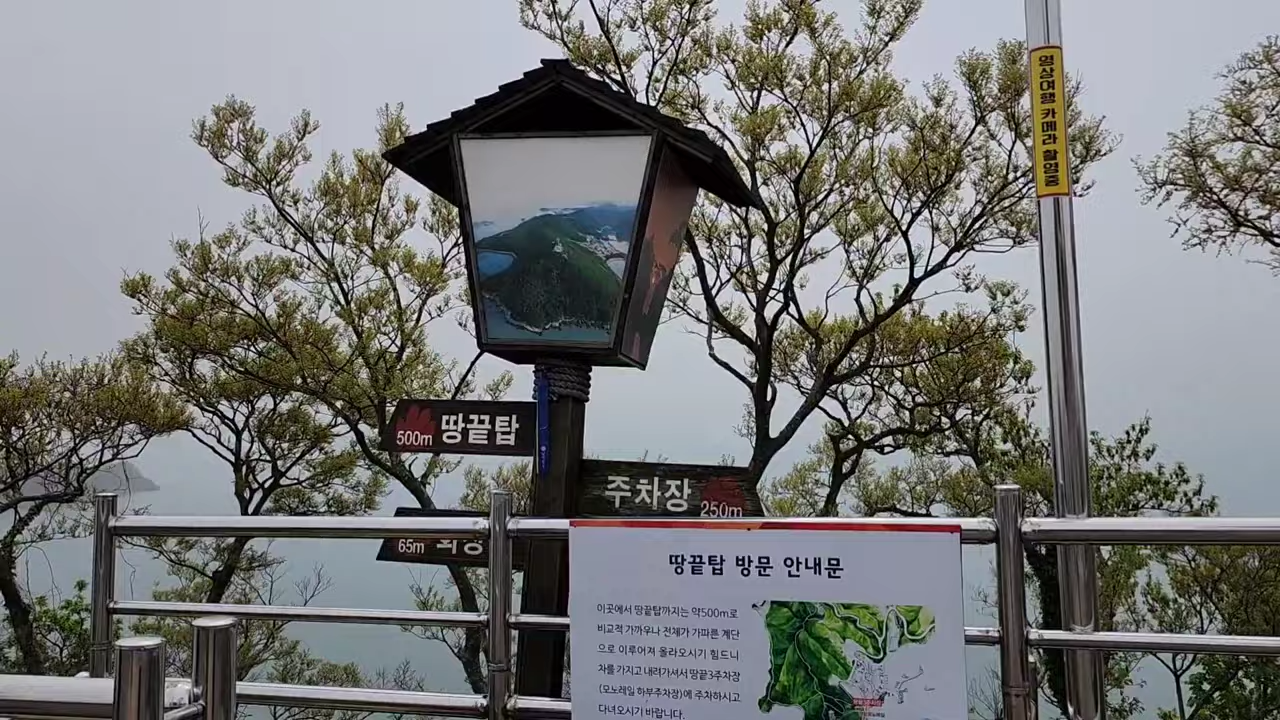 영상여행 카메라 촬영중
500m 땅끝탑
주차장 250m
65m
땅끝탑 방문 안내문
이곳에서 땅끝탑까지는 약500m로
비교적 가까우나 전체가 가파른 계단
으로 이루어져 올라오시기 힘드니
차를 가지고 내려가셔서 땅끝3주차장
(모노레일 하부주차장)에 주차하시고
다녀오시기 바랍니다.